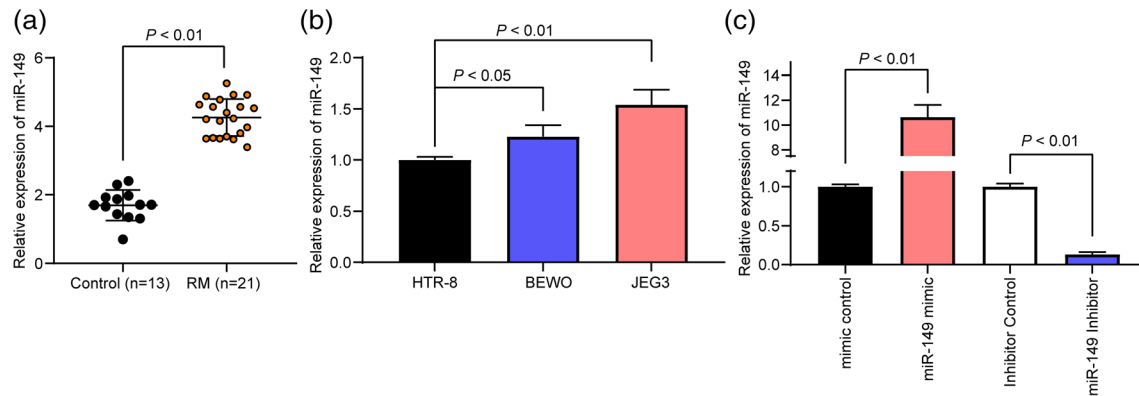 (a)
P < 0.01
Relative expression of miR-149
6
4
2
0
Control (n=13)
RM (n=21)
(b)
P < 0.01
P < 0.05
Relative expression of miR-149
2.0
1.5
1.0
0.5
0.0
HTR-8
BEWO
JEG3
(c)
P < 0.01
P < 0.01
Relative expression of miR-149
14
12
10
8
1.0
0.5
0.0
mimic control
miR-149 mimic
Inhibitor Control
miR-149 Inhibitor